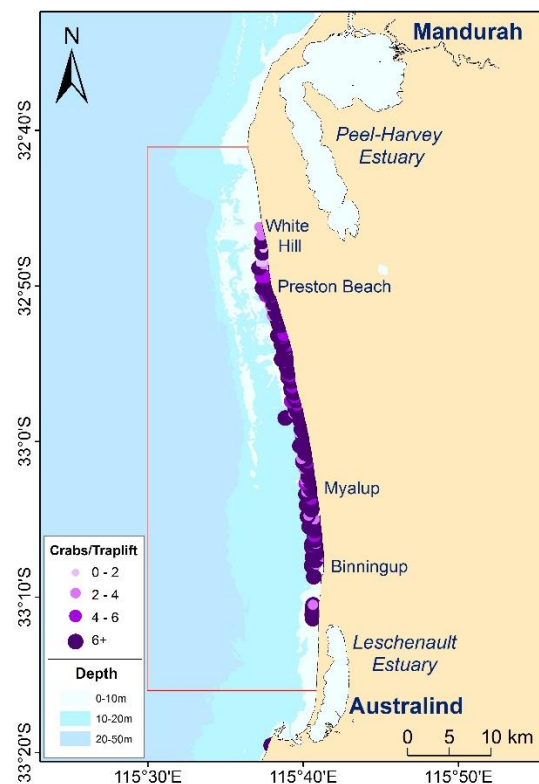 N
Mandurah
32°40'S
Peel-Harvey
Estuary
White
Hill
32°50'S
Preston Beach
33°0'S
Myalup
Crabs/Traplift
0 - 2
2 - 4
4 - 6
6+
Depth
0-10m
10-20m
20-50m
Binningup
33°10'S
Leschenault
Estuary
Australind
0 5 10 km
33°20'S
115°30'E 115°40'E 115°50'E